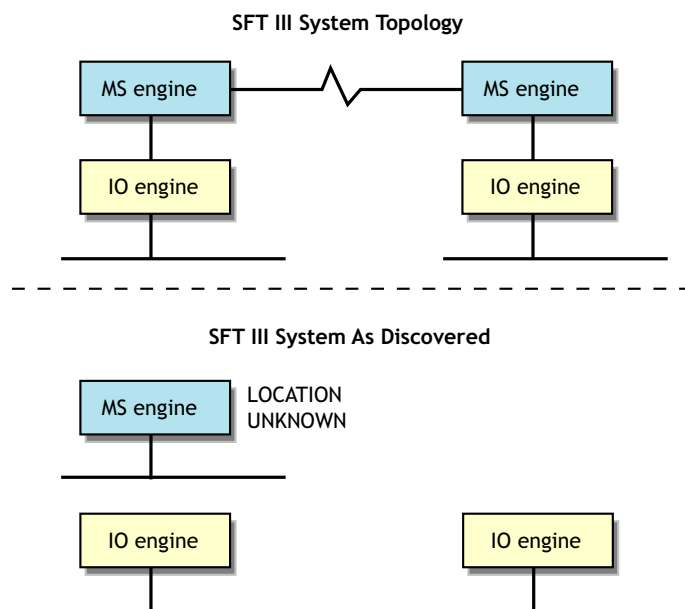 SFT III System Topology
MS engine
MS engine
IO engine
IO engine
SFT III System As Discovered
MS engine
LOCATION
UNKNOWN
IO engine
IO engine